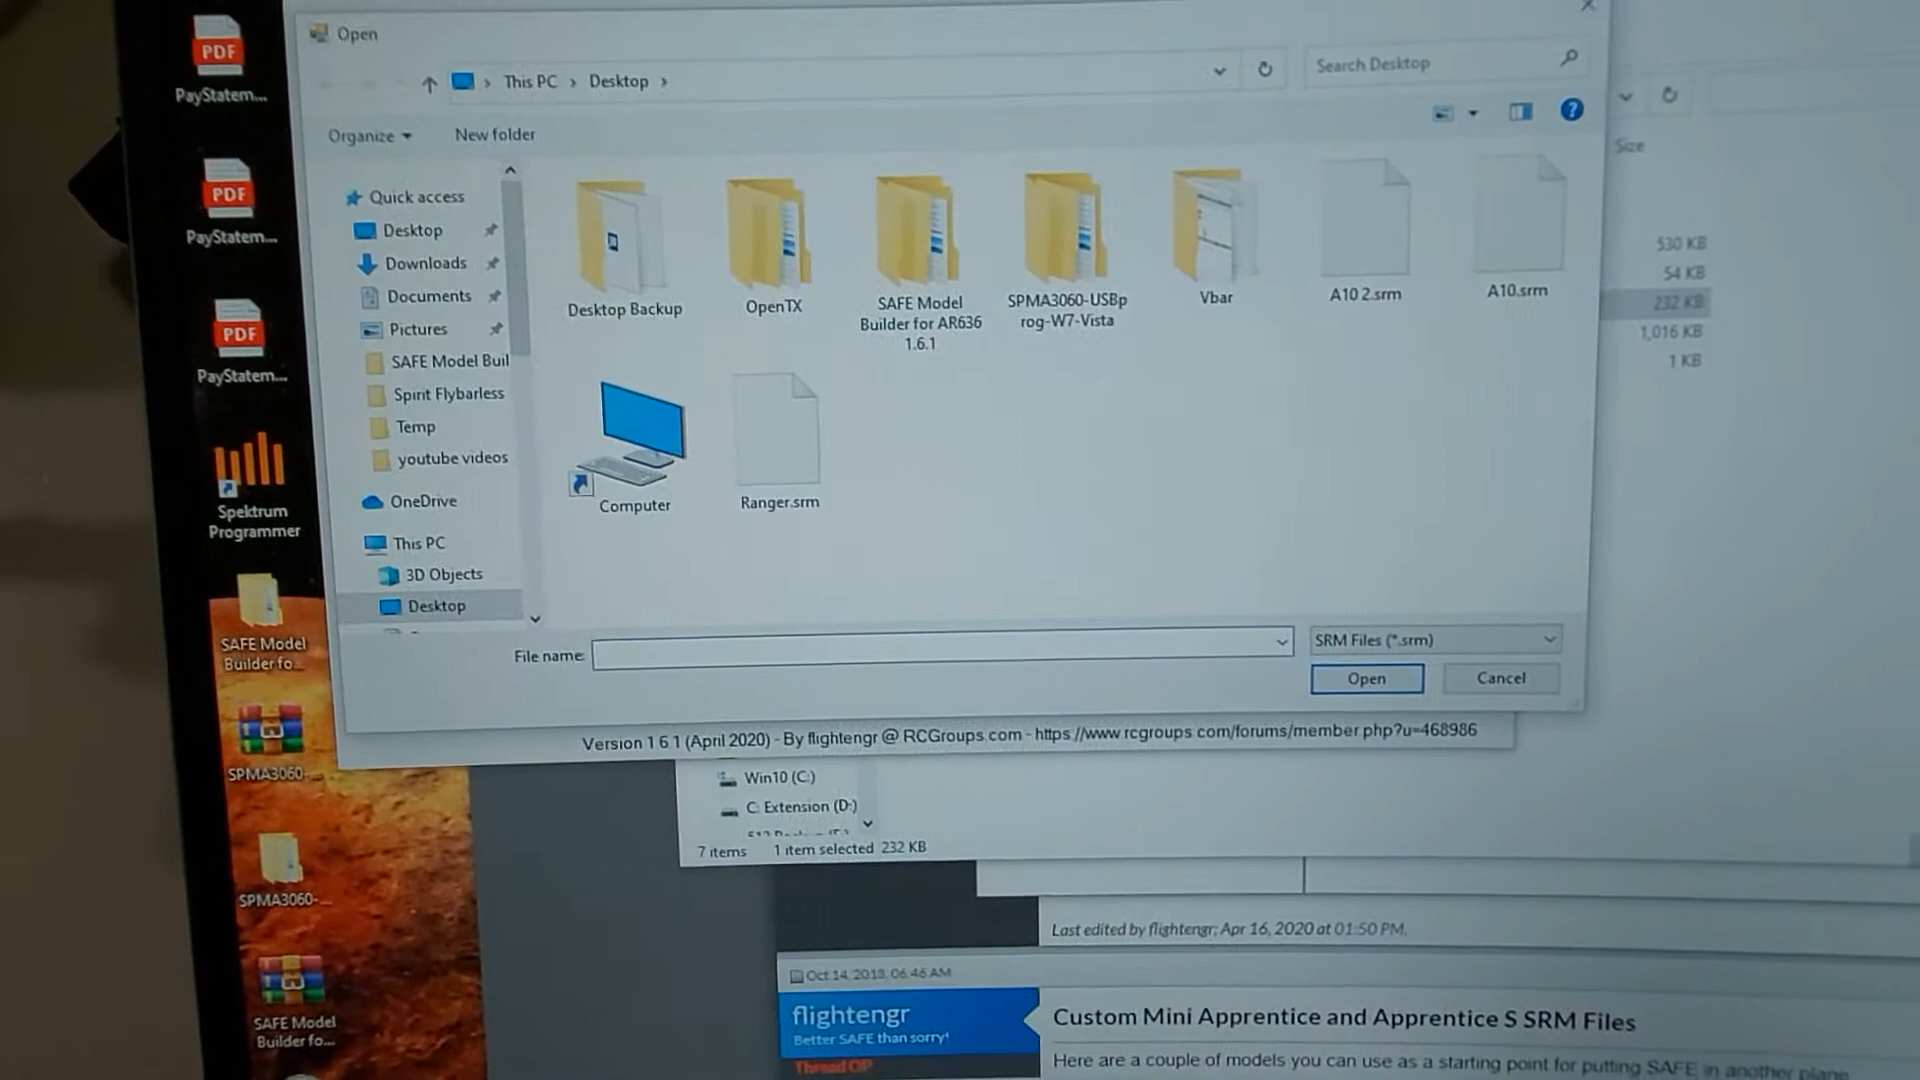 Open
This PC > Desktop >
Search Desktop
Organize
New folder
Quick access
Desktop
Downloads
Documents
Pictures
SAFE Model Buil
Spirit Flybarless
Temp
youtube videos
OneDrive
This PC
3D Objects
Desktop
Desktop Backup
OpenTX
SAFE Model
Builder for AR636
1.6.1
SPMA3060-USBp
rog-W7-Vista
Vbar
A10 2.srm
A10.srm
Computer
Ranger.srm
File name:
SRM Files (*.srm)
Open
Cancel
Version 1.6.1 (April 2020) - By flightengr @ RCGroups.com - https://www.rcgroups.com/forums/member.php?u=468986
Size
530 KB
54 KB
232 KB
1,016 KB
1 KB
Win10 (C:)
C: Extension (D:)
7 items
1 item selected 232 KB
Last edited by flightengr; Apr 16, 2020 at 01:50 PM.
Oct 14, 2018, 06:46 AM
flightengr
Better SAFE than sorry!
Thread OP
Custom Mini Apprentice and Apprentice S SRM Files
Here are a couple of models you can use as a starting point for putting SAFE in another plane
PDF
PayStatem...
PDF
PayStatem...
PDF
PayStatem...
Spektrum
Programmer
SAFE Model
Builder fo...
SPMA3060-...
SPMA3060-...
SAFE Model
Builder fo...